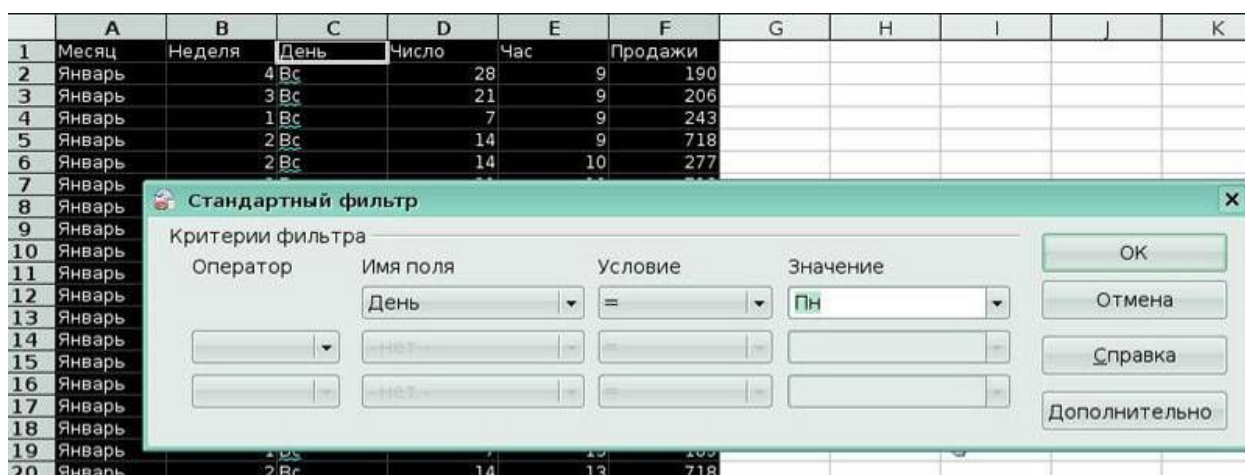 A B C D E F G H I J K
1 Месяц Неделя День Число Час Продажи
2 Январь 4 Вс 28 9 190
3 Январь 3 Вс 21 9 206
4 Январь 1 Вс 7 9 243
5 Январь 2 Вс 14 9 718
6 Январь 2 Вс 14 10 277
7 Январь
8 Январь
9 Январь
10 Январь
11 Январь
12 Январь
13 Январь
14 Январь
15 Январь
16 Январь
17 Январь
18 Январь
19 Январь
20 Январь 2 Вс 14 13 718
Стандартный фильтр
Критерии фильтра
Оператор Имя поля Условие Значение
День = Пн
-нет- =
-нет- =
OK
Отмена
Справка
Дополнительно